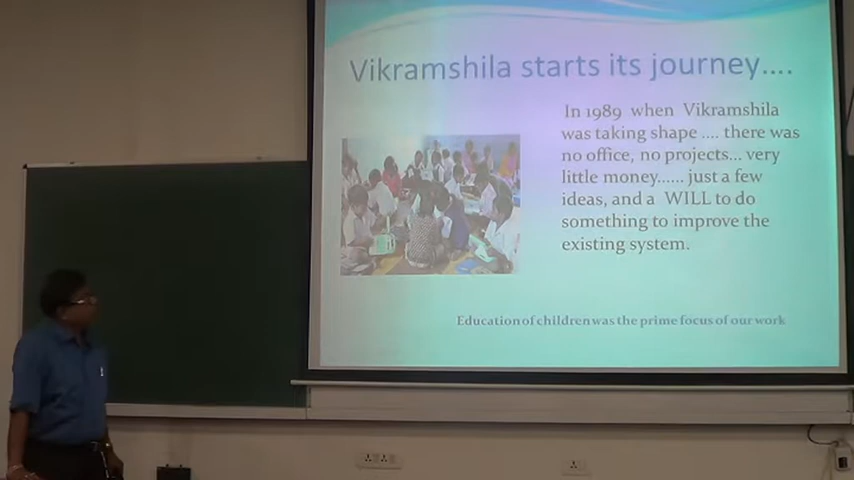 Vikramshila starts its journey....
In 1989 when Vikramshila
was taking shape .... there was
no office, no projects... very
little money...... just a few
ideas, and a WILL to do
something to improve the
existing system.
Education of children was the prime focus of our work